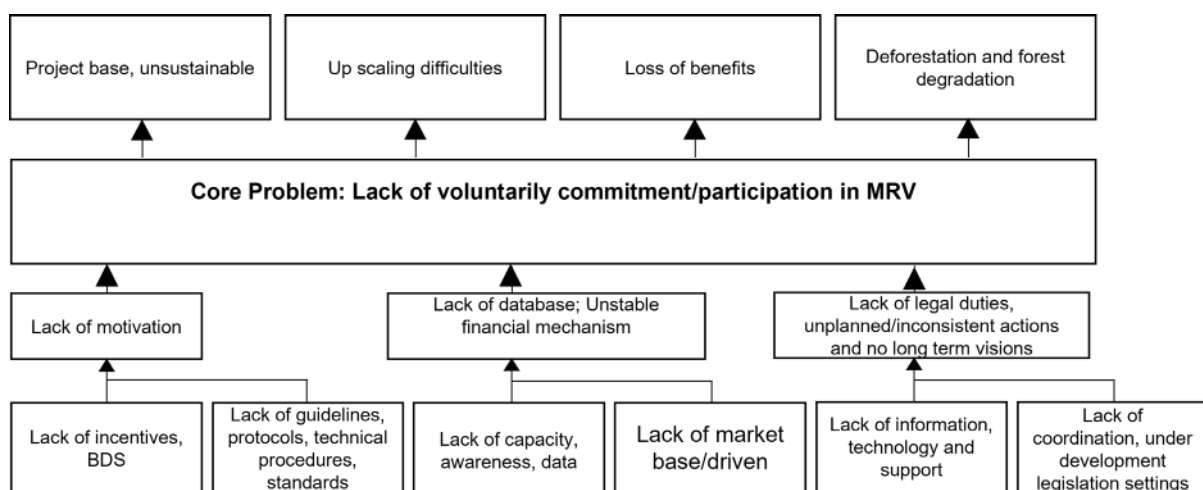 Project base, unsustainable
Up scaling difficulties
Loss of benefits
Deforestation and forest
degradation
Core Problem: Lack of voluntarily commitment/participation in MRV
Lack of motivation
Lack of database; Unstable
financial mechanism
Lack of legal duties,
unplanned/inconsistent actions
and no long term visions
Lack of incentives,
BDS
Lack of guidelines,
protocols, technical
procedures,
standards
Lack of capacity,
awareness, data
Lack of market
base/driven
Lack of information,
technology and
support
Lack of
coordination, under
development
legislation settings